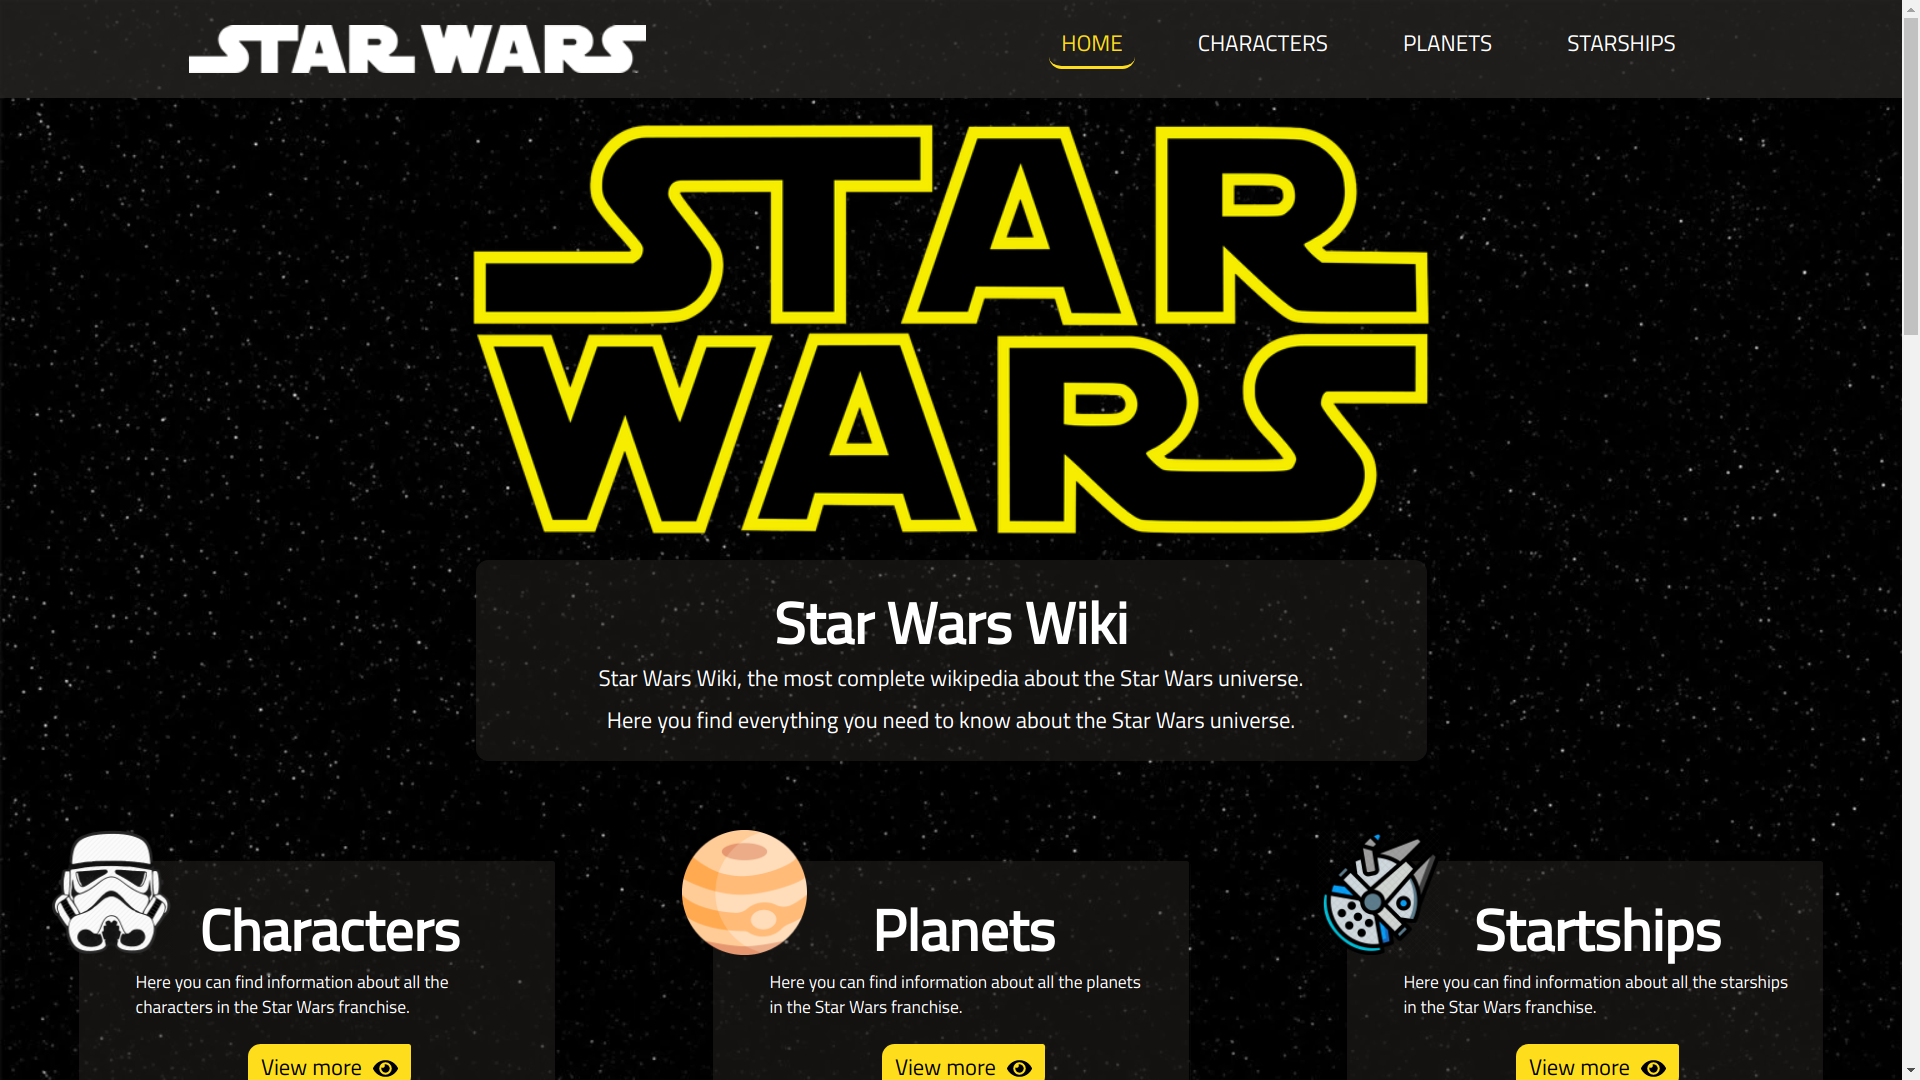 STAR WARS
HOME
CHARACTERS
PLANETS
STARSHIPS
STAR
WARS
Star Wars Wiki
Star Wars Wiki, the most complete wikipedia about the Star Wars universe.
Here you find everything you need to know about the Star Wars universe.
Characters
Here you can find information about all the
characters in the Star Wars franchise.
View more
Planets
Here you can find information about all the planets
in the Star Wars franchise.
View more
Startships
Here you can find information about all the starships
in the Star Wars franchise.
View more